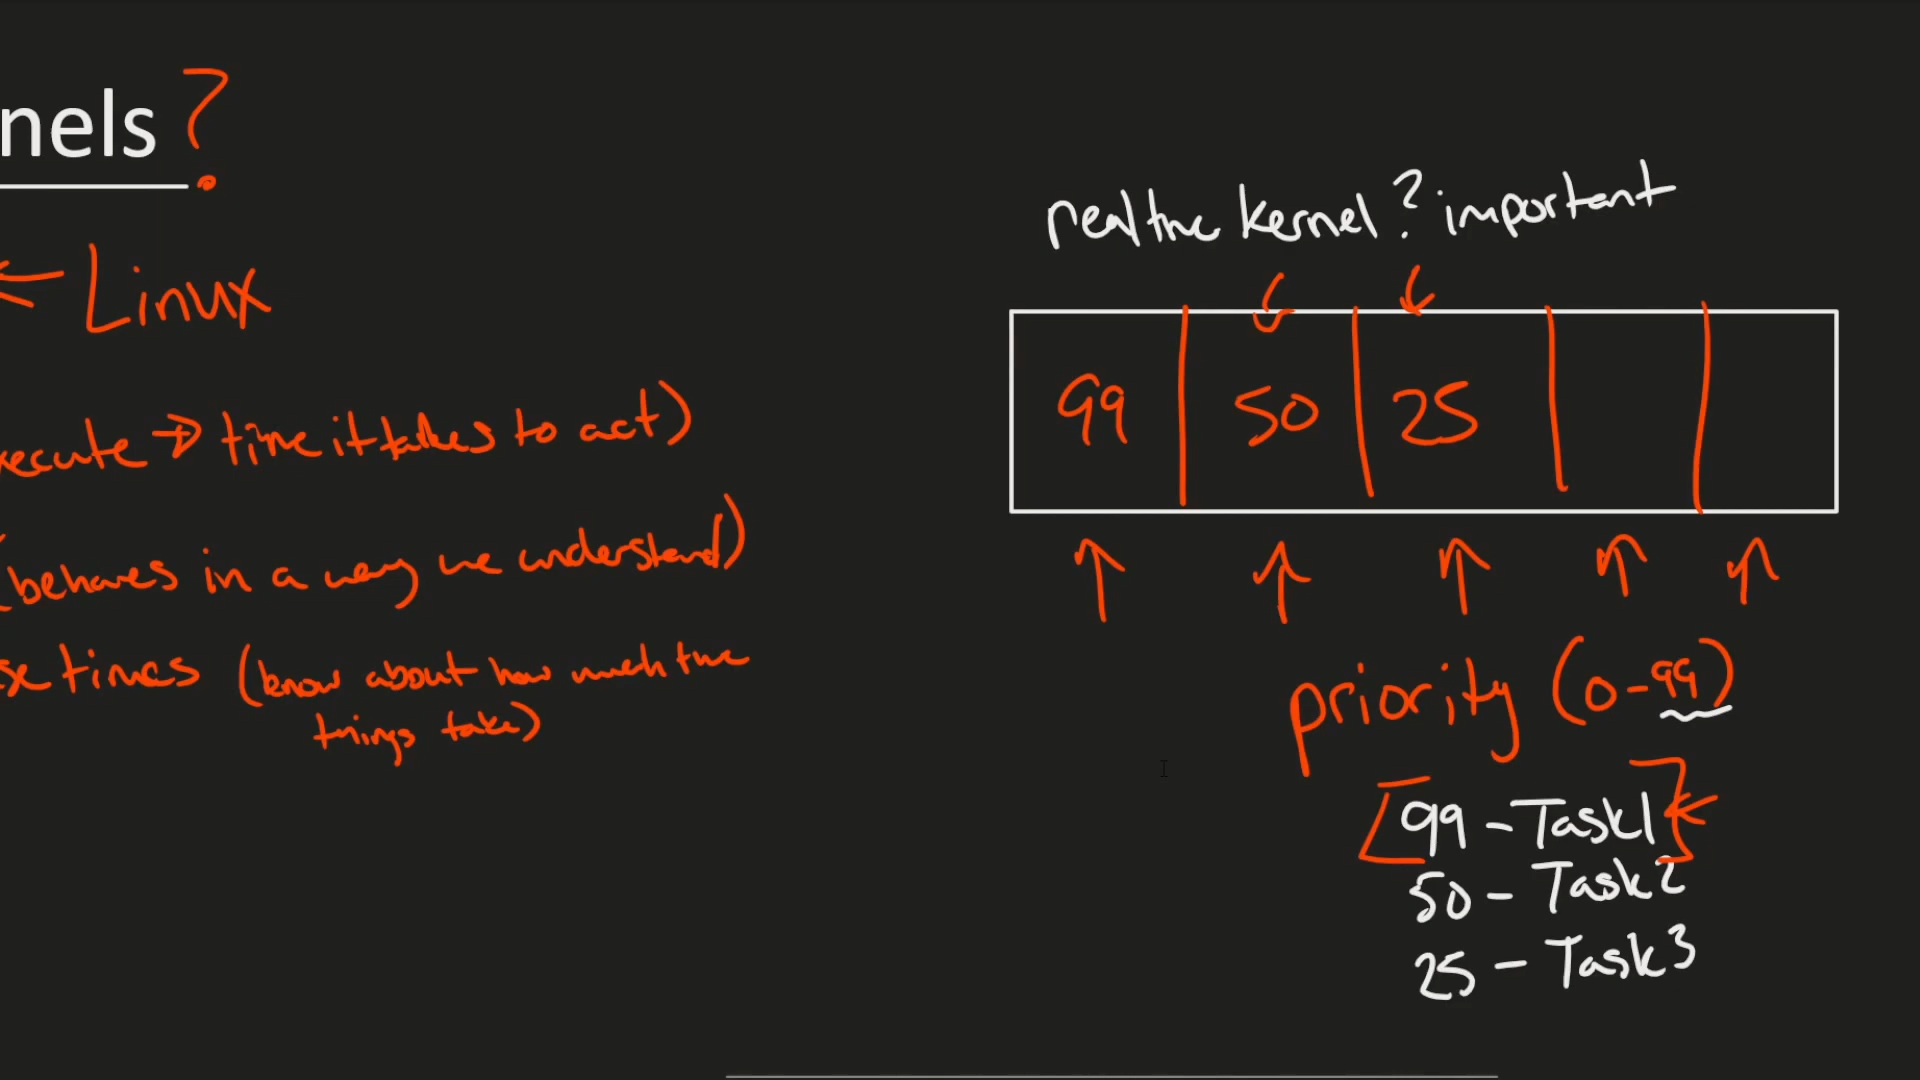 nels?
← Linux
xecute → time it takes to act)
(behaves in a way we understand)
se times (know about how much time
things take)
realtime kernel? important
99 50 25
priority (0-99)
[99 - Task1] ←
50 - Task2
25 - Task3